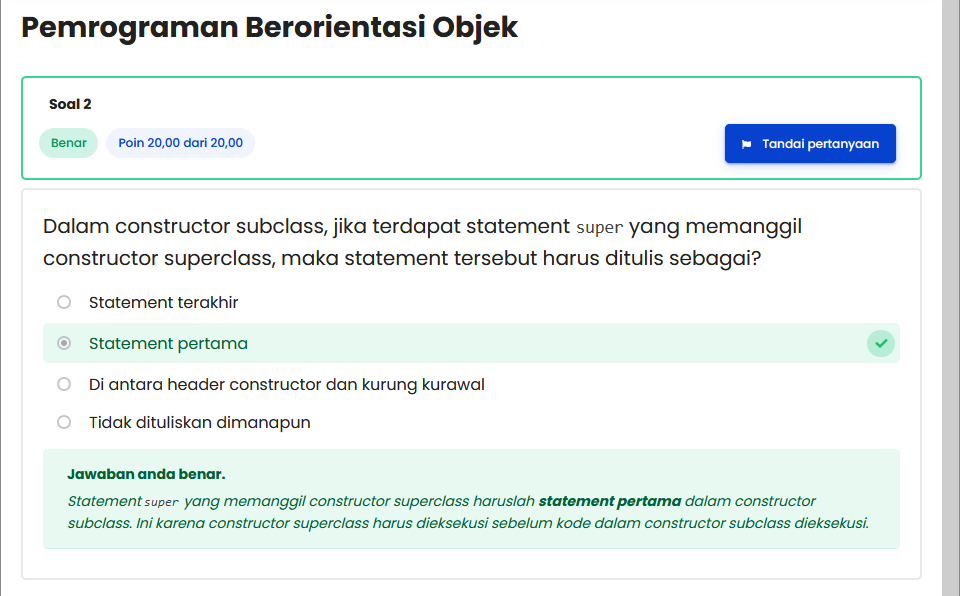 Pemrograman Berorientasi Objek
Soal 2
Benar
Poin 20,00 dari 20,00
Tandai pertanyaan
Dalam constructor subclass, jika terdapat statement super yang memanggil
constructor superclass, maka statement tersebut harus ditulis sebagai?
Statement terakhir
Statement pertama
Di antara header constructor dan kurung kurawal
Tidak dituliskan dimanapun
Jawaban anda benar.
Statement super yang memanggil constructor superclass haruslah statement pertama dalam constructor
subclass. Ini karena constructor superclass harus dieksekusi sebelum kode dalam constructor subclass dieksekusi.